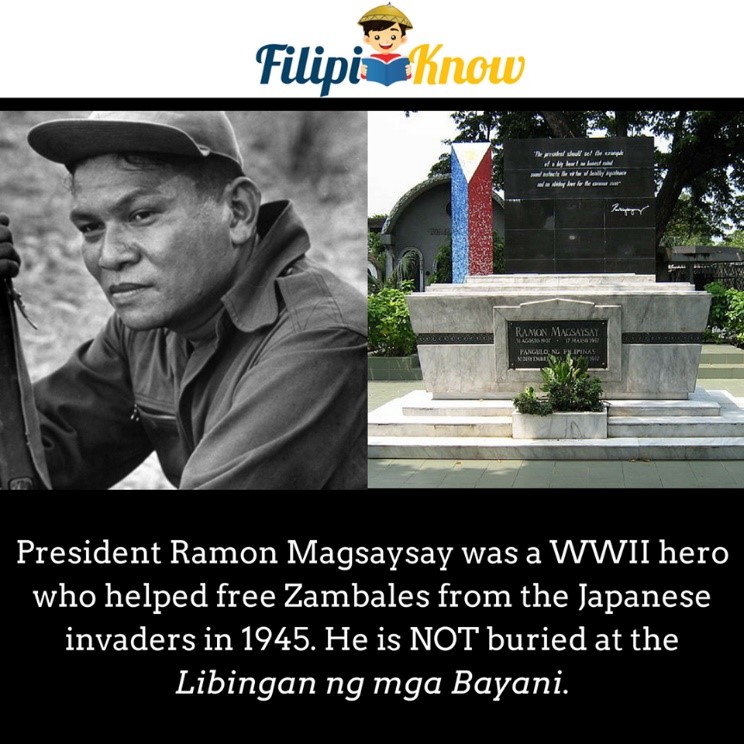 FilipiKnow
"The president should set the example
of a big heart, an honest mind
sound instincts, the virtue of healthy impatience
and an abiding love for the common man"
RAMON MAGSAYSAY
31 AGOSTO 1907 - 17 MARSO 1957
PANGULO NG PILIPINAS
President Ramon Magsaysay was a WWII hero
who helped free Zambales from the Japanese
invaders in 1945. He is NOT buried at the
Libingan ng mga Bayani.